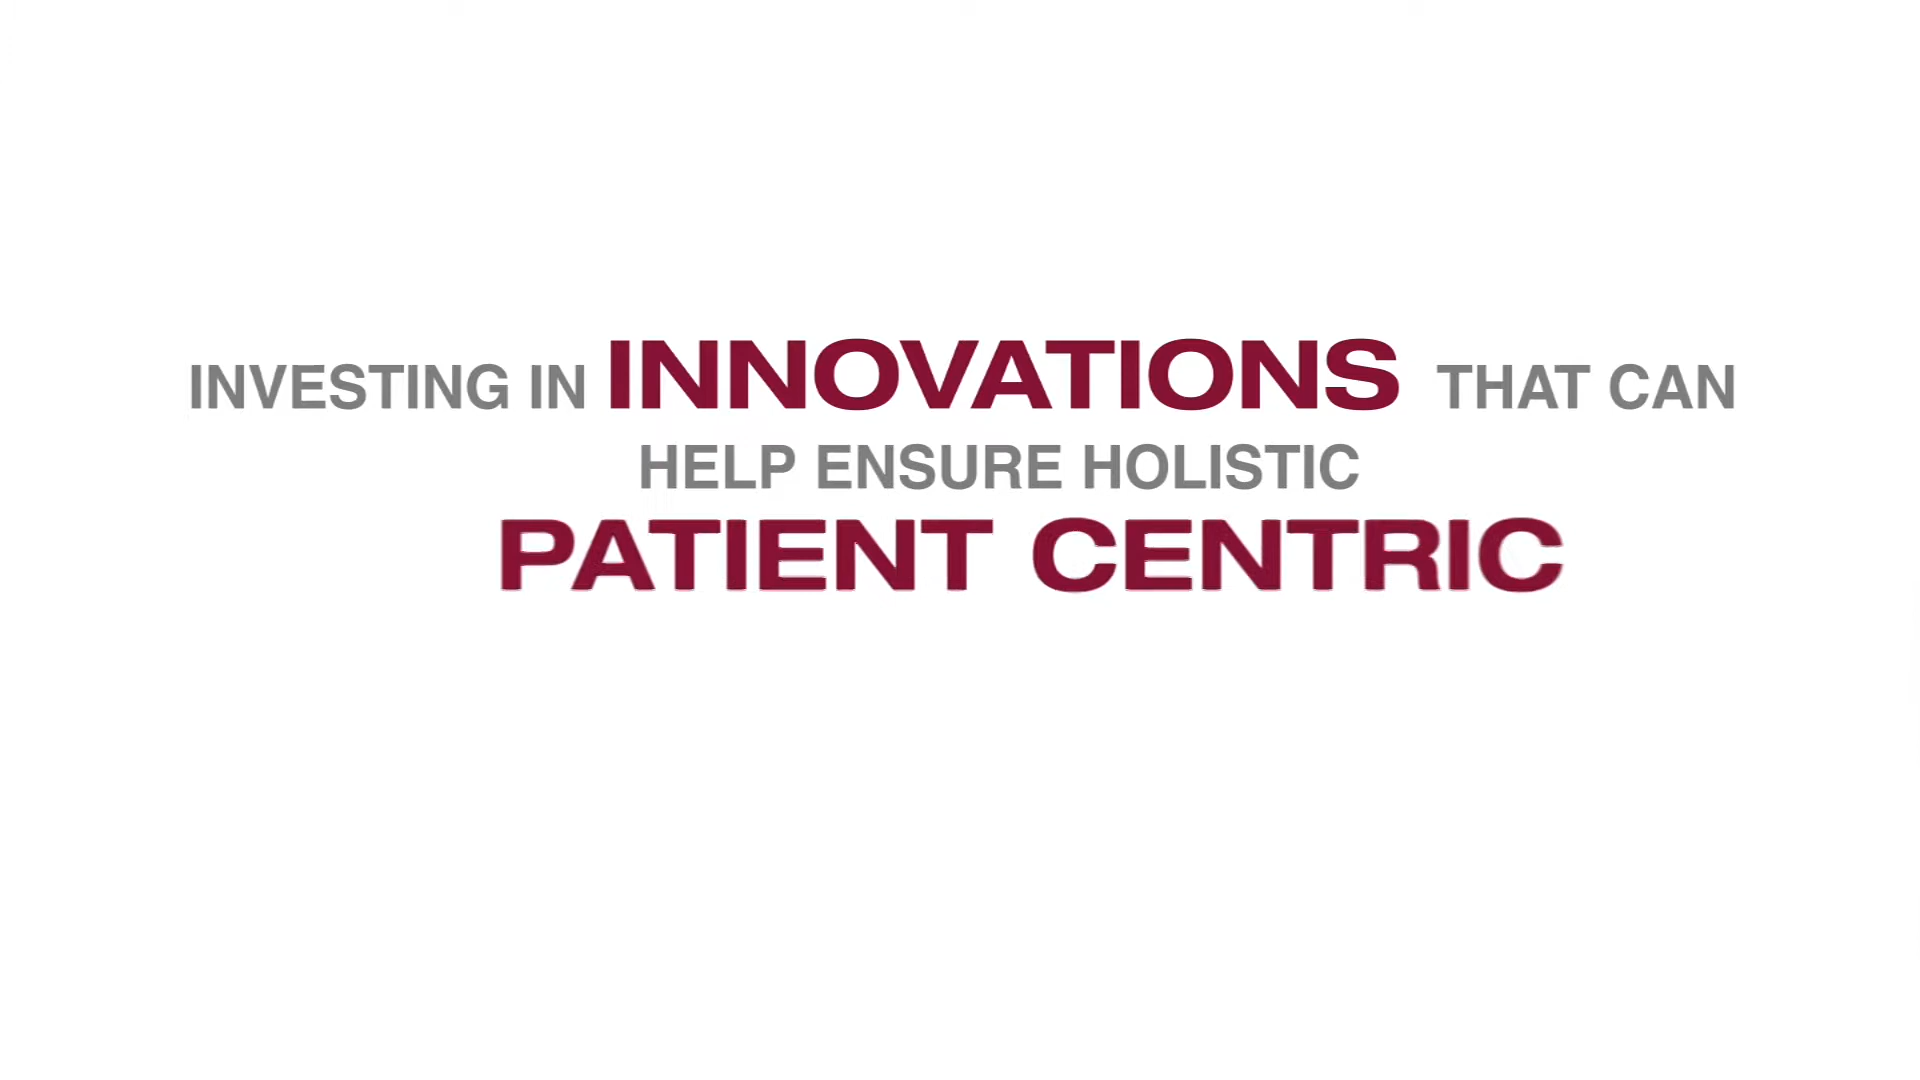 INVESTING IN INNOVATIONS THAT CAN
HELP ENSURE HOLISTIC
PATIENT CENTRIC